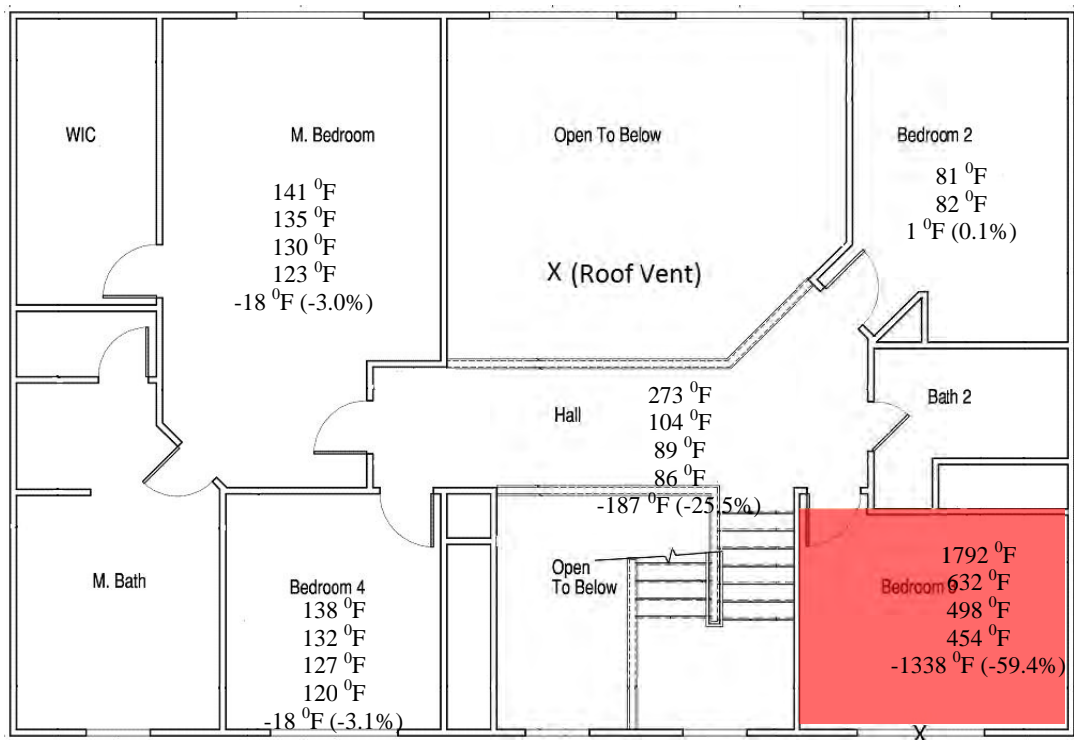 WIC
M. Bedroom
141 ⁰F
135 ⁰F
130 ⁰F
123 ⁰F
-18 ⁰F (-3.0%)
Open To Below
X (Roof Vent)
Bedroom 2
81 ⁰F
82 ⁰F
1 ⁰F (0.1%)
Hall
273 ⁰F
104 ⁰F
89 ⁰F
86 ⁰F
-187 ⁰F (-25.5%)
Bath 2
M. Bath
Bedroom 4
138 ⁰F
132 ⁰F
127 ⁰F
120 ⁰F
-18 ⁰F (-3.1%)
Open
To Below
Bedroom
1792 ⁰F
632 ⁰F
498 ⁰F
454 ⁰F
-1338 ⁰F (-59.4%)
X